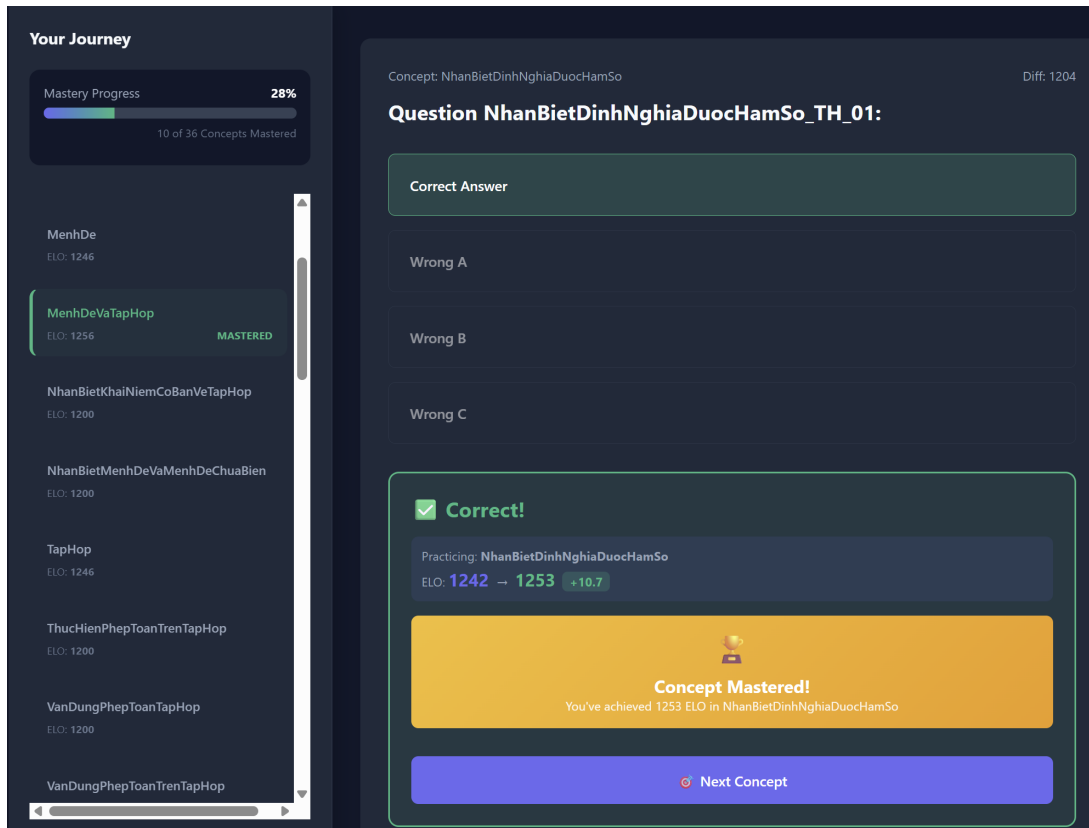 Your Journey
Mastery Progress 28%
10 of 36 Concepts Mastered
MenhDe
ELO: 1246
MenhDeVaTapHop
ELO: 1256 MASTERED
NhanBietKhaiNiemCoBanVeTapHop
ELO: 1200
NhanBietMenhDeVaMenhDeChuaBien
ELO: 1200
TapHop
ELO: 1246
ThucHienPhepToanTrenTapHop
ELO: 1200
VanDungPhepToanTapHop
ELO: 1200
VanDungPhepToanTrenTapHop
Concept: NhanBietDinhNghiaDuocHamSo Diff: 1204
Question NhanBietDinhNghiaDuocHamSo_TH_01:
Correct Answer
Wrong A
Wrong B
Wrong C
✅ Correct!
Practicing: NhanBietDinhNghiaDuocHamSo
ELO: 1242 → 1253 +10.7
🏆
Concept Mastered!
You've achieved 1253 ELO in NhanBietDinhNghiaDuocHamSo
🎯 Next Concept